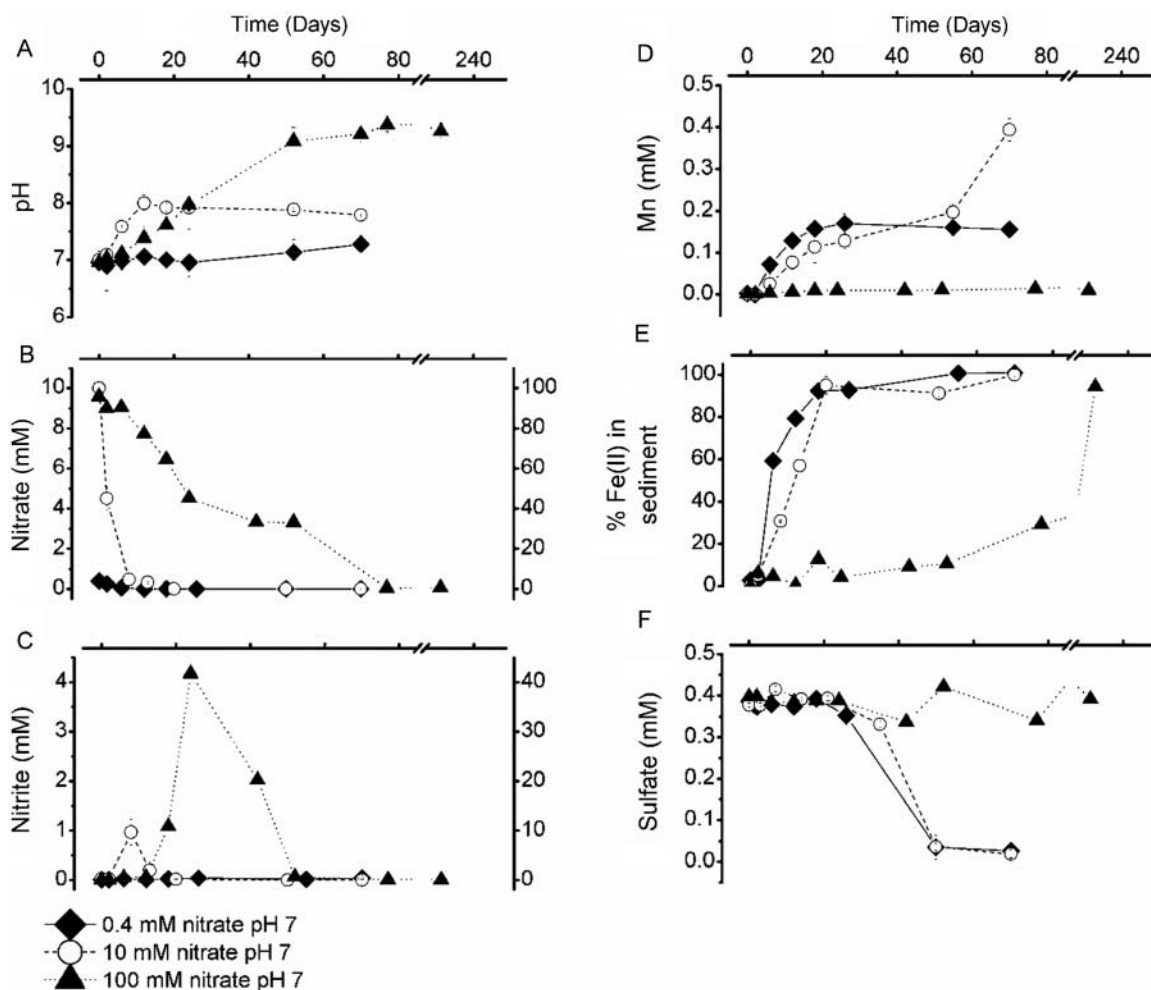 Time (Days)
A
0 20 40 60 80 240
10
9
8
7
6
pH
B
10
8
6
4
2
0
Nitrate (mM)
100
80
60
40
20
0
C
4
3
2
1
0
Nitrite (mM)
40
30
20
10
0
0.4 mM nitrate pH 7
10 mM nitrate pH 7
100 mM nitrate pH 7
Time (Days)
D
0 20 40 60 80 240
0.5
0.4
0.3
0.2
0.1
0.0
Mn (mM)
E
100
80
60
40
20
0
% Fe(II) in
sediment
F
0.5
0.4
0.3
0.2
0.1
0.0
Sulfate (mM)